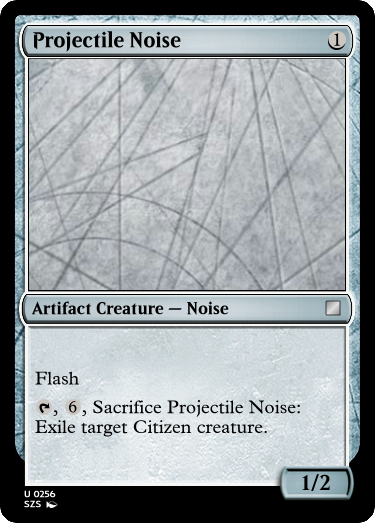 Projectile Noise 1
Artifact Creature — Noise
Flash
, 6, Sacrifice Projectile Noise:
Exile target Citizen creature.
1/2
U 0256
SZS